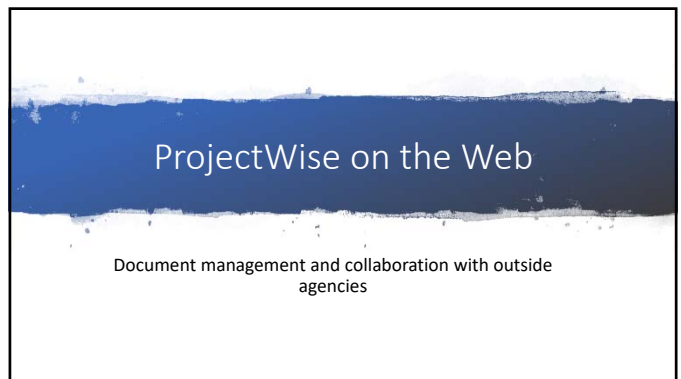 ProjectWise on the Web
Document management and collaboration with outside
agencies